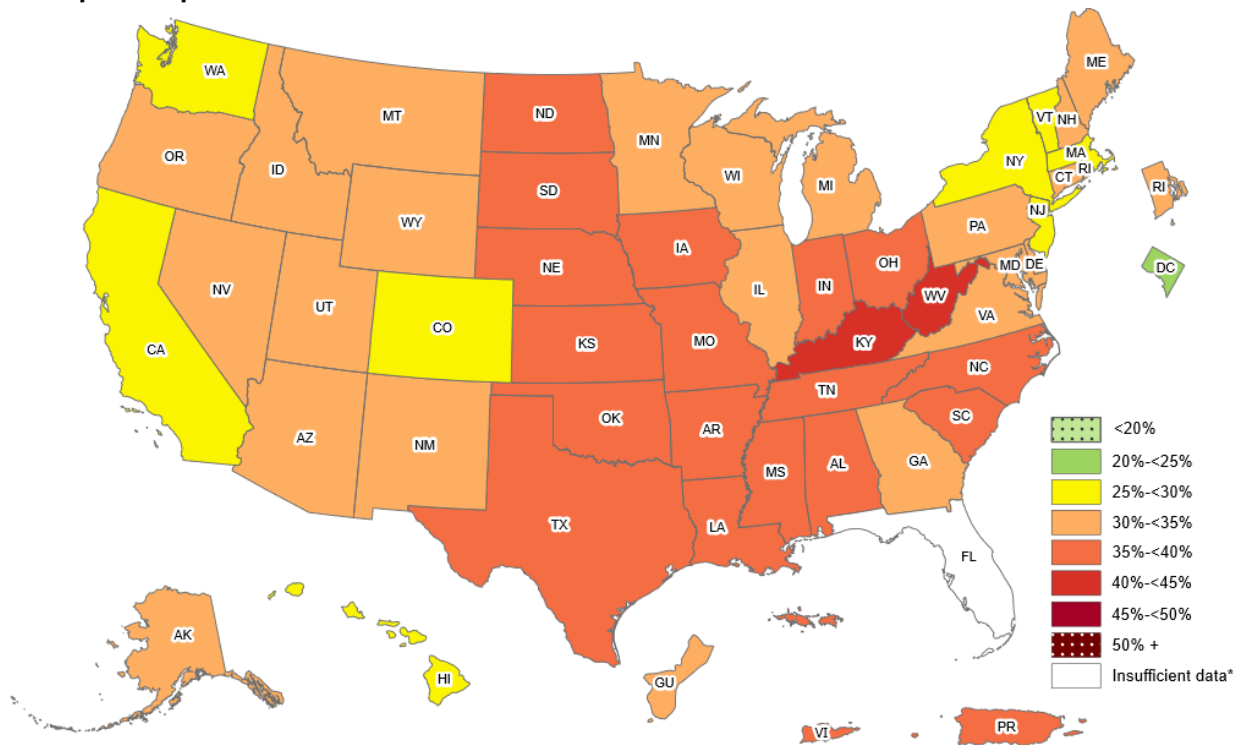 WA
MT
ND
MN
ME
VT
NH
OR
ID
SD
WI
MI
NY
MA
RI
CT
RI
WY
IA
PA
NJ
NE
OH
MD
DE
DC
NV
UT
CO
IL
IN
WV
VA
CA
KS
MO
KY
NC
AZ
NM
OK
AR
TN
SC
MS
AL
GA
TX
LA
FL
AK
HI
GU
VI
PR
<20%
20%-<25%
25%-<30%
30%-<35%
35%-<40%
40%-<45%
45%-<50%
50% +
Insufficient data*